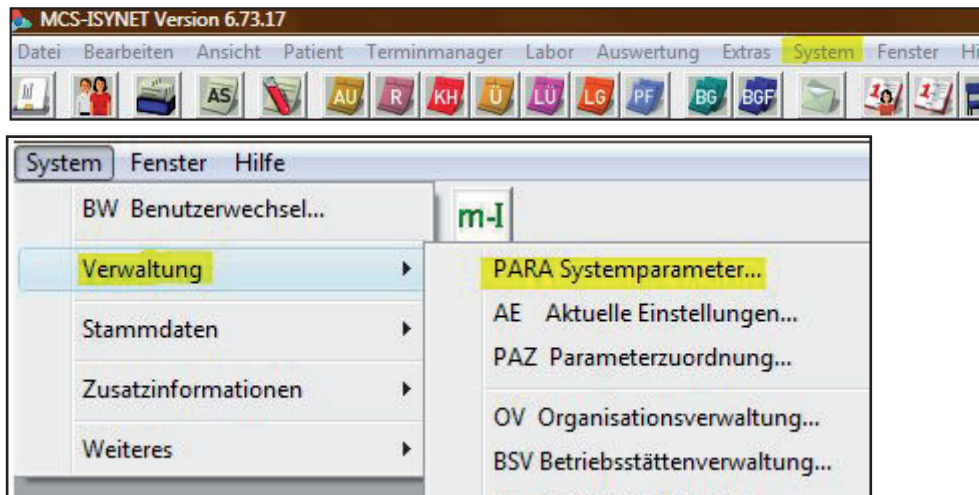 MCS-ISYNET Version 6.73.17
Datei Bearbeiten Ansicht Patient Terminmanager Labor Auswertung Extras System Fenster
AS AU R KH Ü LÜ LG PF BG BGF
System Fenster Hilfe
BW Benutzerwechsel...
m-I
Verwaltung
PARA Systemparameter...
AE Aktuelle Einstellungen...
Stammdaten
PAZ Parameterzuordnung...
Zusatzinformationen
OV Organisationsverwaltung...
Weiteres
BSV Betriebsstättenverwaltung...